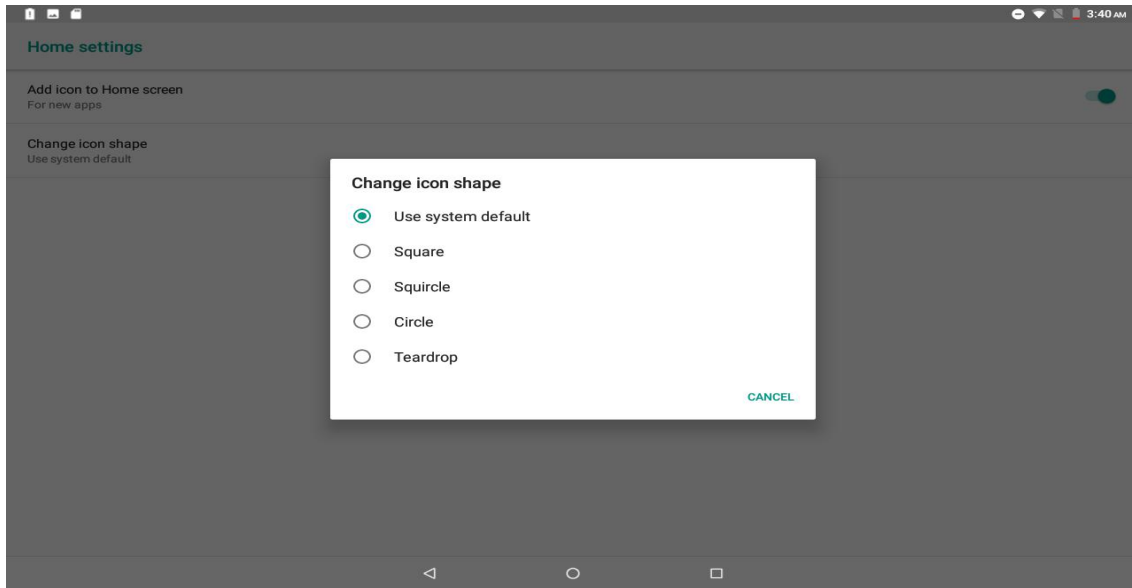 3:40 AM
Home settings
Add icon to Home screen
For new apps
Change icon shape
Use system default
Change icon shape
Use system default
Square
Squircle
Circle
Teardrop
CANCEL